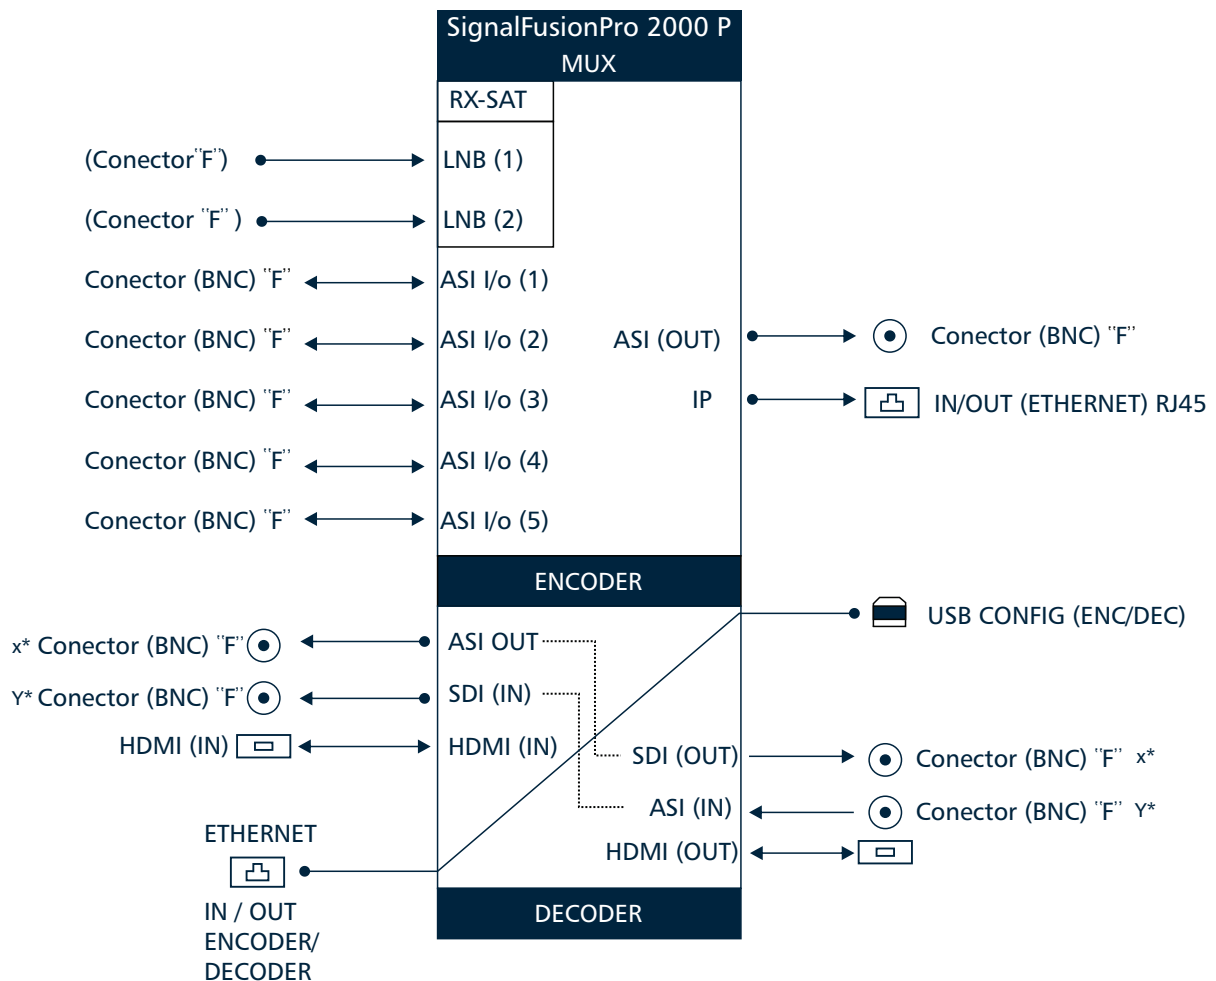 SignalFusionPro 2000 P
MUX
RX-SAT
(Conector "F") LNB (1)
(Conector "F" ) LNB (2)
Conector (BNC) "F" ASI I/o (1)
Conector (BNC) "F" ASI I/o (2) ASI (OUT) Conector (BNC) "F"
Conector (BNC) "F" ASI I/o (3) IP IN/OUT (ETHERNET) RJ45
Conector (BNC) "F" ASI I/o (4)
Conector (BNC) "F" ASI I/o (5)
ENCODER
USB CONFIG (ENC/DEC)
x* Conector (BNC) "F" ASI OUT
Y* Conector (BNC) "F" SDI (IN)
HDMI (IN) HDMI (IN)
SDI (OUT) Conector (BNC) "F" x*
ASI (IN) Conector (BNC) "F" Y*
HDMI (OUT)
ETHERNET
IN / OUT
ENCODER/
DECODER
DECODER